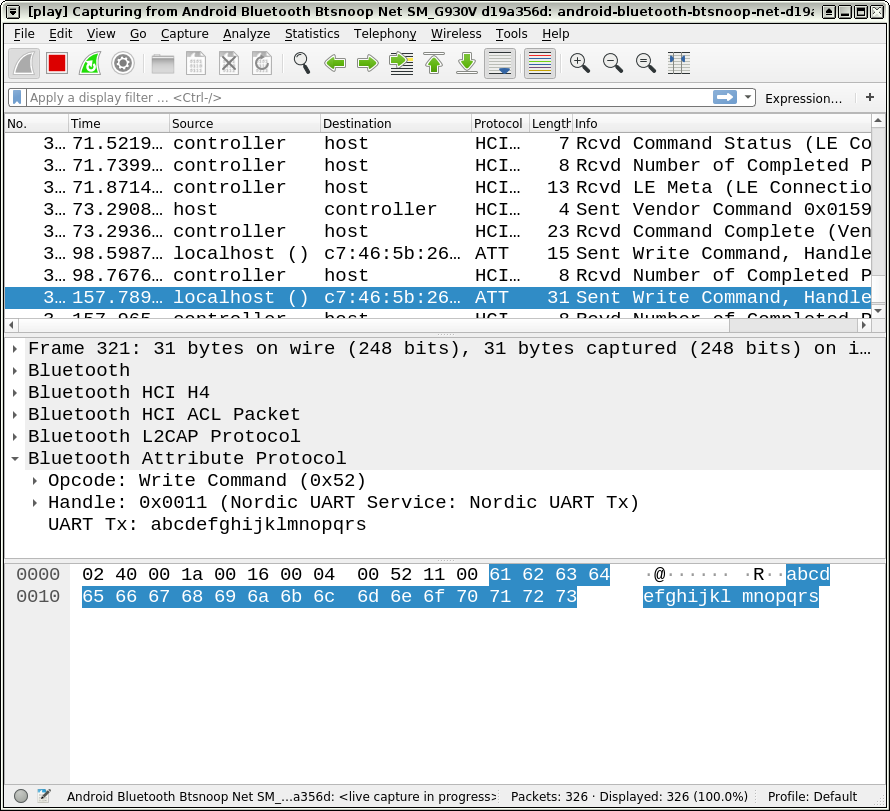 [play] Capturing from Android Bluetooth Btsnoop Net SM_G930V d19a356d: android-bluetooth-btsnoop-net-d19a
File Edit View Go Capture Analyze Statistics Telephony Wireless Tools Help
Apply a display filter ... <Ctrl-/> Expression... +
No. Time Source Destination Protocol Length Info
3... 71.5219... controller host HCI... 7 Rcvd Command Status (LE Co
3... 71.7399... controller host HCI... 8 Rcvd Number of Completed P
3... 71.8714... controller host HCI... 13 Rcvd LE Meta (LE Connectio
3... 73.2908... host controller HCI... 4 Sent Vendor Command 0x0159
3... 73.2936... controller host HCI... 23 Rcvd Command Complete (Ven
3... 98.5987... localhost () c7:46:5b:26... ATT 15 Sent Write Command, Handle
3... 98.7676... controller host HCI... 8 Rcvd Number of Completed P
3... 157.789... localhost () c7:46:5b:26... ATT 31 Sent Write Command, Handle
3... 157.965... controller host HCI... 8 Rcvd Number of Completed P
Frame 321: 31 bytes on wire (248 bits), 31 bytes captured (248 bits) on i...
Bluetooth
Bluetooth HCI H4
Bluetooth HCI ACL Packet
Bluetooth L2CAP Protocol
Bluetooth Attribute Protocol
Opcode: Write Command (0x52)
Handle: 0x0011 (Nordic UART Service: Nordic UART Tx)
UART Tx: abcdefghijklmnopqrs
0000 02 40 00 1a 00 16 00 04 00 52 11 00 61 62 63 64 ·@······ ·R··abcd
0010 65 66 67 68 69 6a 6b 6c 6d 6e 6f 70 71 72 73 efghijkl mnopqrs
Android Bluetooth Btsnoop Net SM_...a356d: <live capture in progress> Packets: 326 · Displayed: 326 (100.0%) Profile: Default